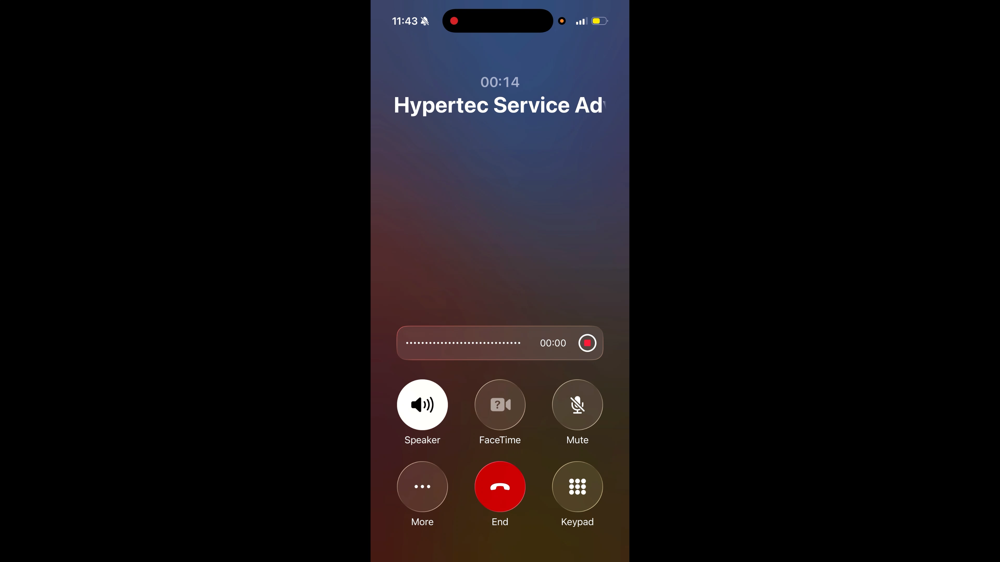 11:43
00:14
Hypertec Service Ad
00:00
Speaker
FaceTime
Mute
More
End
Keypad